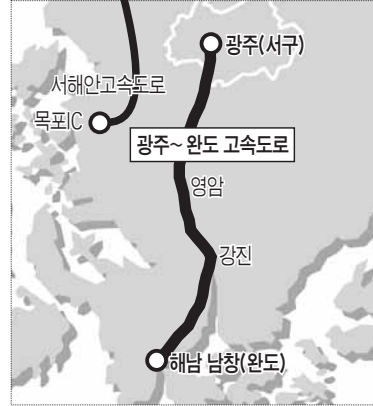 광주(서구)
서해안고속도로
목포IC
광주~ 완도 고속도로
영암
강진
해남 남창(완도)